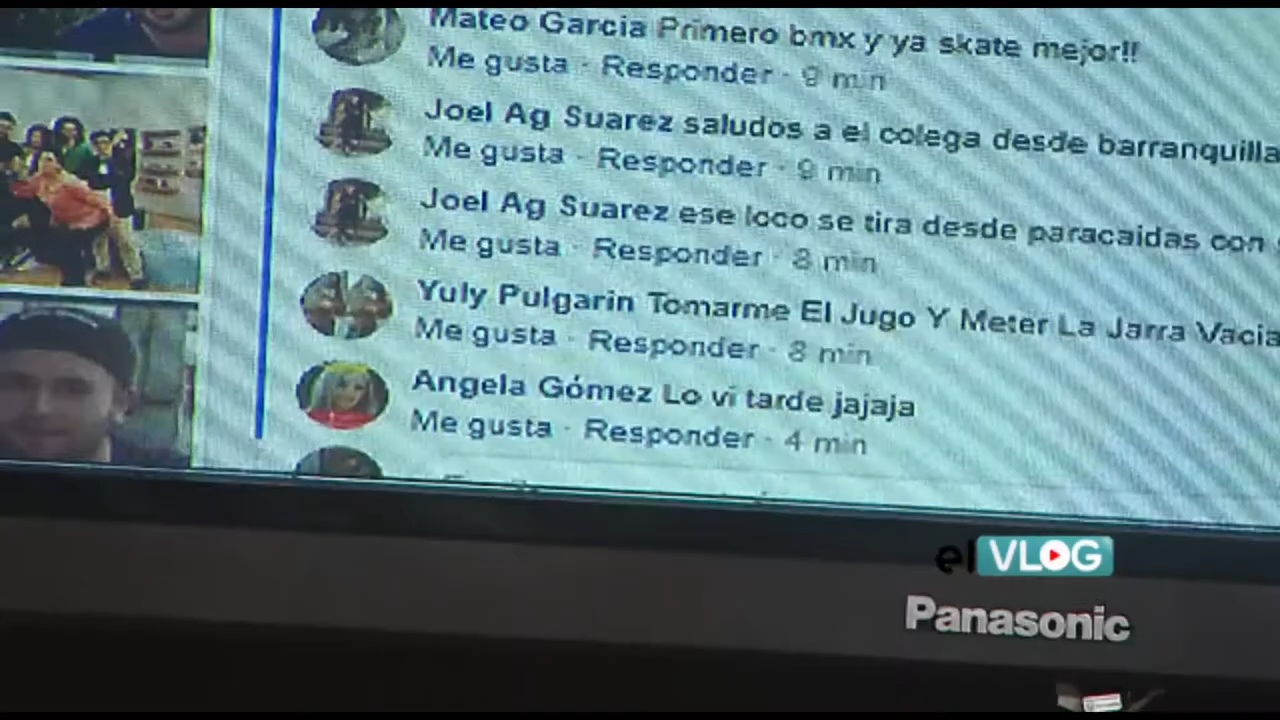 Mateo Garcia Primero bmx y ya skate mejor!!
Me gusta · Responder · 9 min
Joel Ag Suarez saludos a el colega desde barranquilla
Me gusta · Responder · 9 min
Joel Ag Suarez ese loco se tira desde paracaidas con
Me gusta · Responder · 8 min
Yuly Pulgarin Tomarme El Jugo Y Meter La Jarra Vacia
Me gusta · Responder · 8 min
Angela Gómez Lo vi tarde jajaja
Me gusta · Responder · 4 min
el VLOG
Panasonic